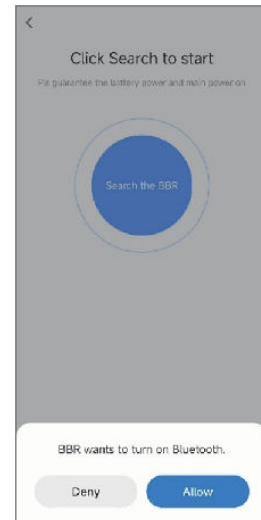 Click Search to start
Pls guarantee the battery power and main power on
Search the BBR
BBR wants to turn on Bluetooth.
Deny
Allow